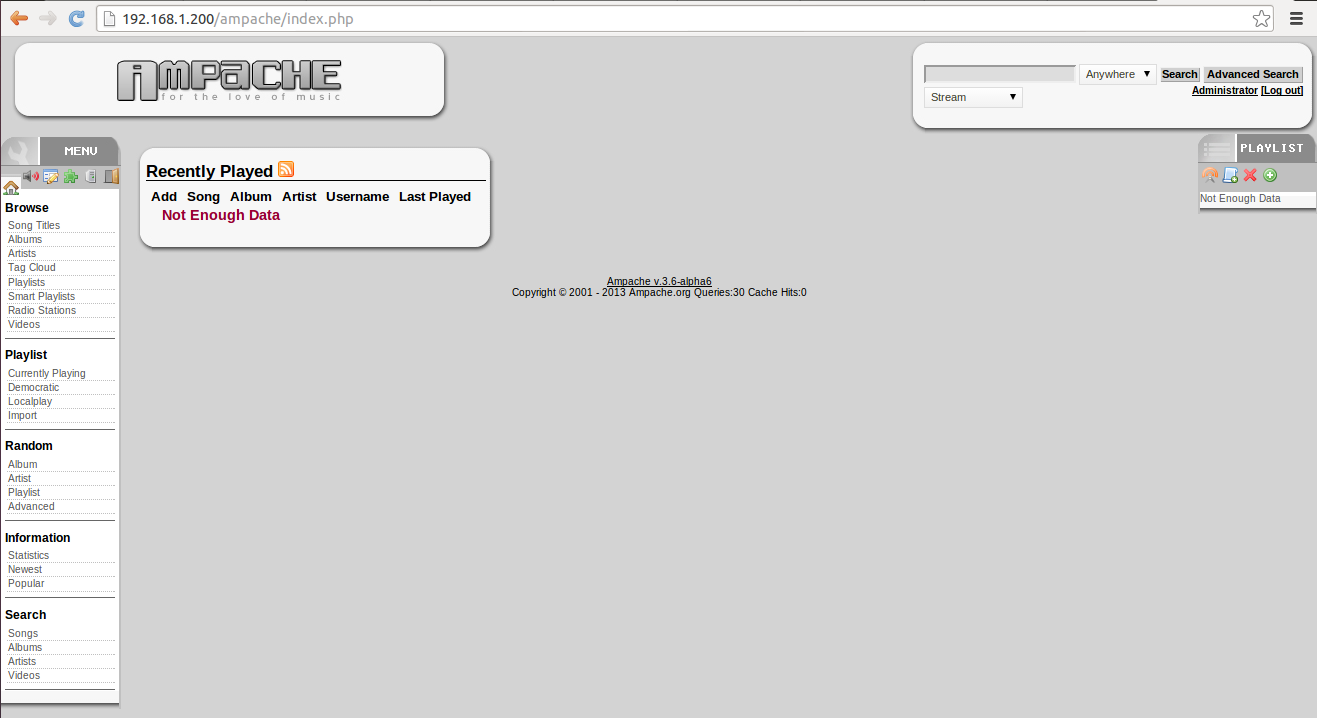 192.168.1.200/ampache/index.php
AMPACHE
for the love of music
Anywhere Search Advanced Search
Administrator [Log out]
Stream
MENU
Browse
Song Titles
Albums
Artists
Tag Cloud
Playlists
Smart Playlists
Radio Stations
Videos
Playlist
Currently Playing
Democratic
Localplay
Import
Random
Album
Artist
Playlist
Advanced
Information
Statistics
Newest
Popular
Search
Songs
Albums
Artists
Videos
Recently Played
Add Song Album Artist Username Last Played
Not Enough Data
PLAYLIST
Not Enough Data
Ampache v.3.6-alpha6
Copyright © 2001 - 2013 Ampache.org Queries:30 Cache Hits:0